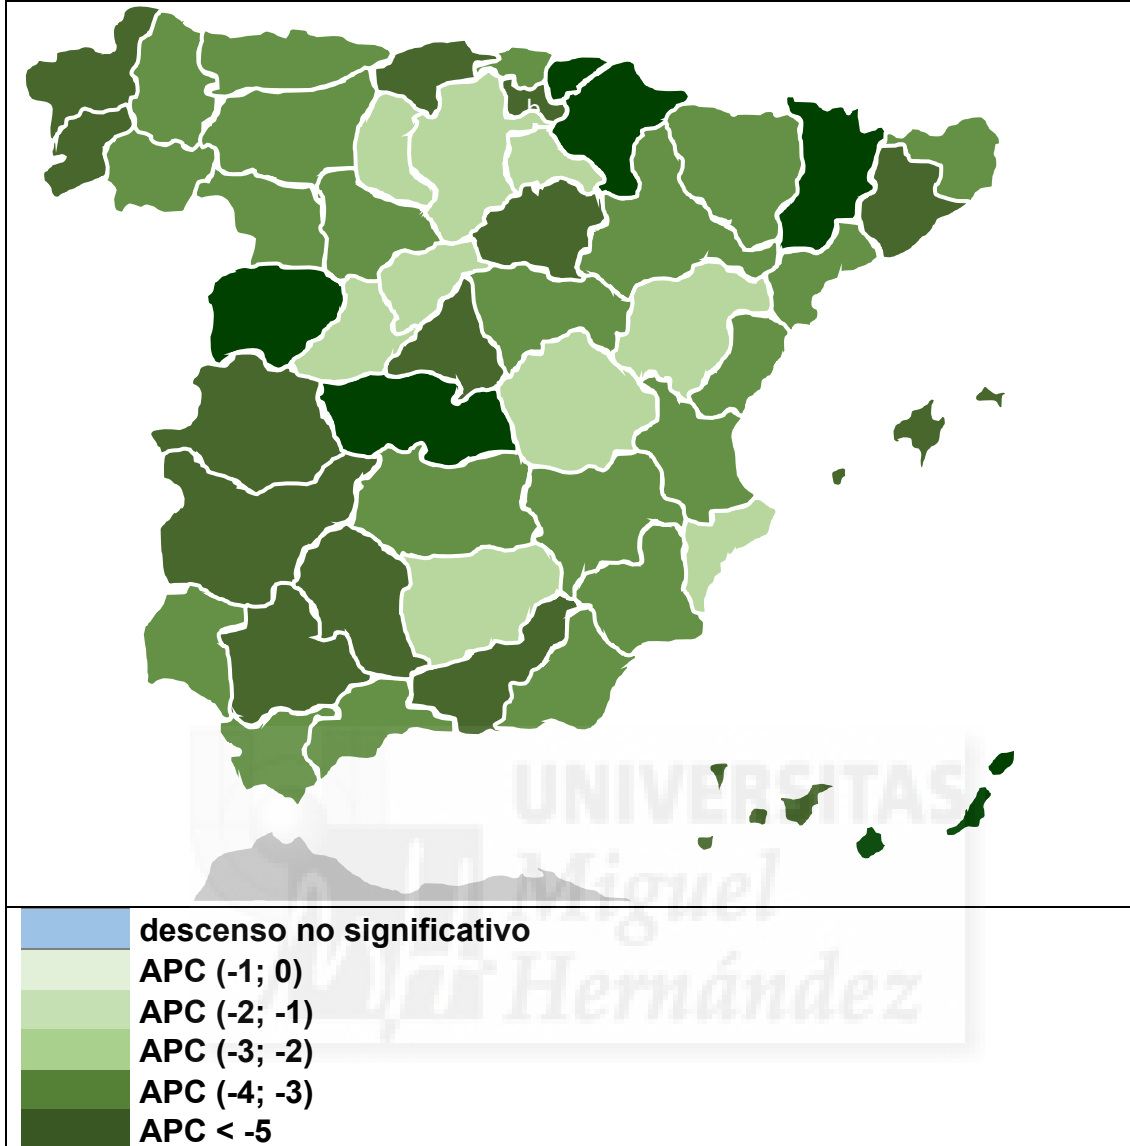 UNIVERSITAS
Miguel
Hernández
descenso no significativo
APC (-1; 0)
APC (-2; -1)
APC (-3; -2)
APC (-4; -3)
APC < -5